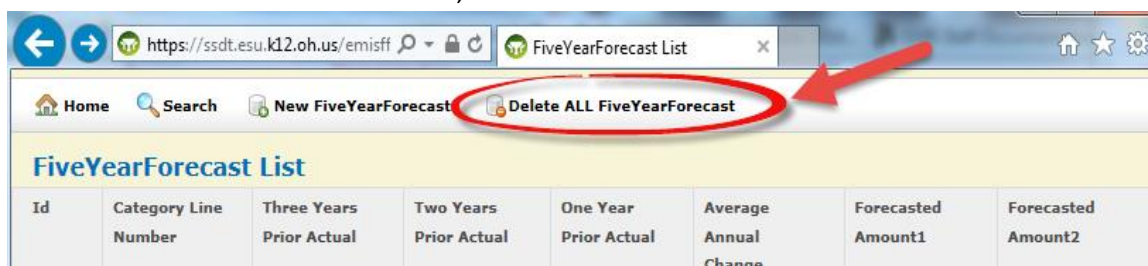 https://ssdt.esu.k12.oh.us/emisff FiveYearForecast List
Home Search New FiveYearForecast Delete ALL FiveYearForecast
FiveYearForecast List
Id Category Line Three Years Two Years One Year Average Forecasted Forecasted
Number Prior Actual Prior Actual Prior Actual Annual Amount1 Amount2
Change